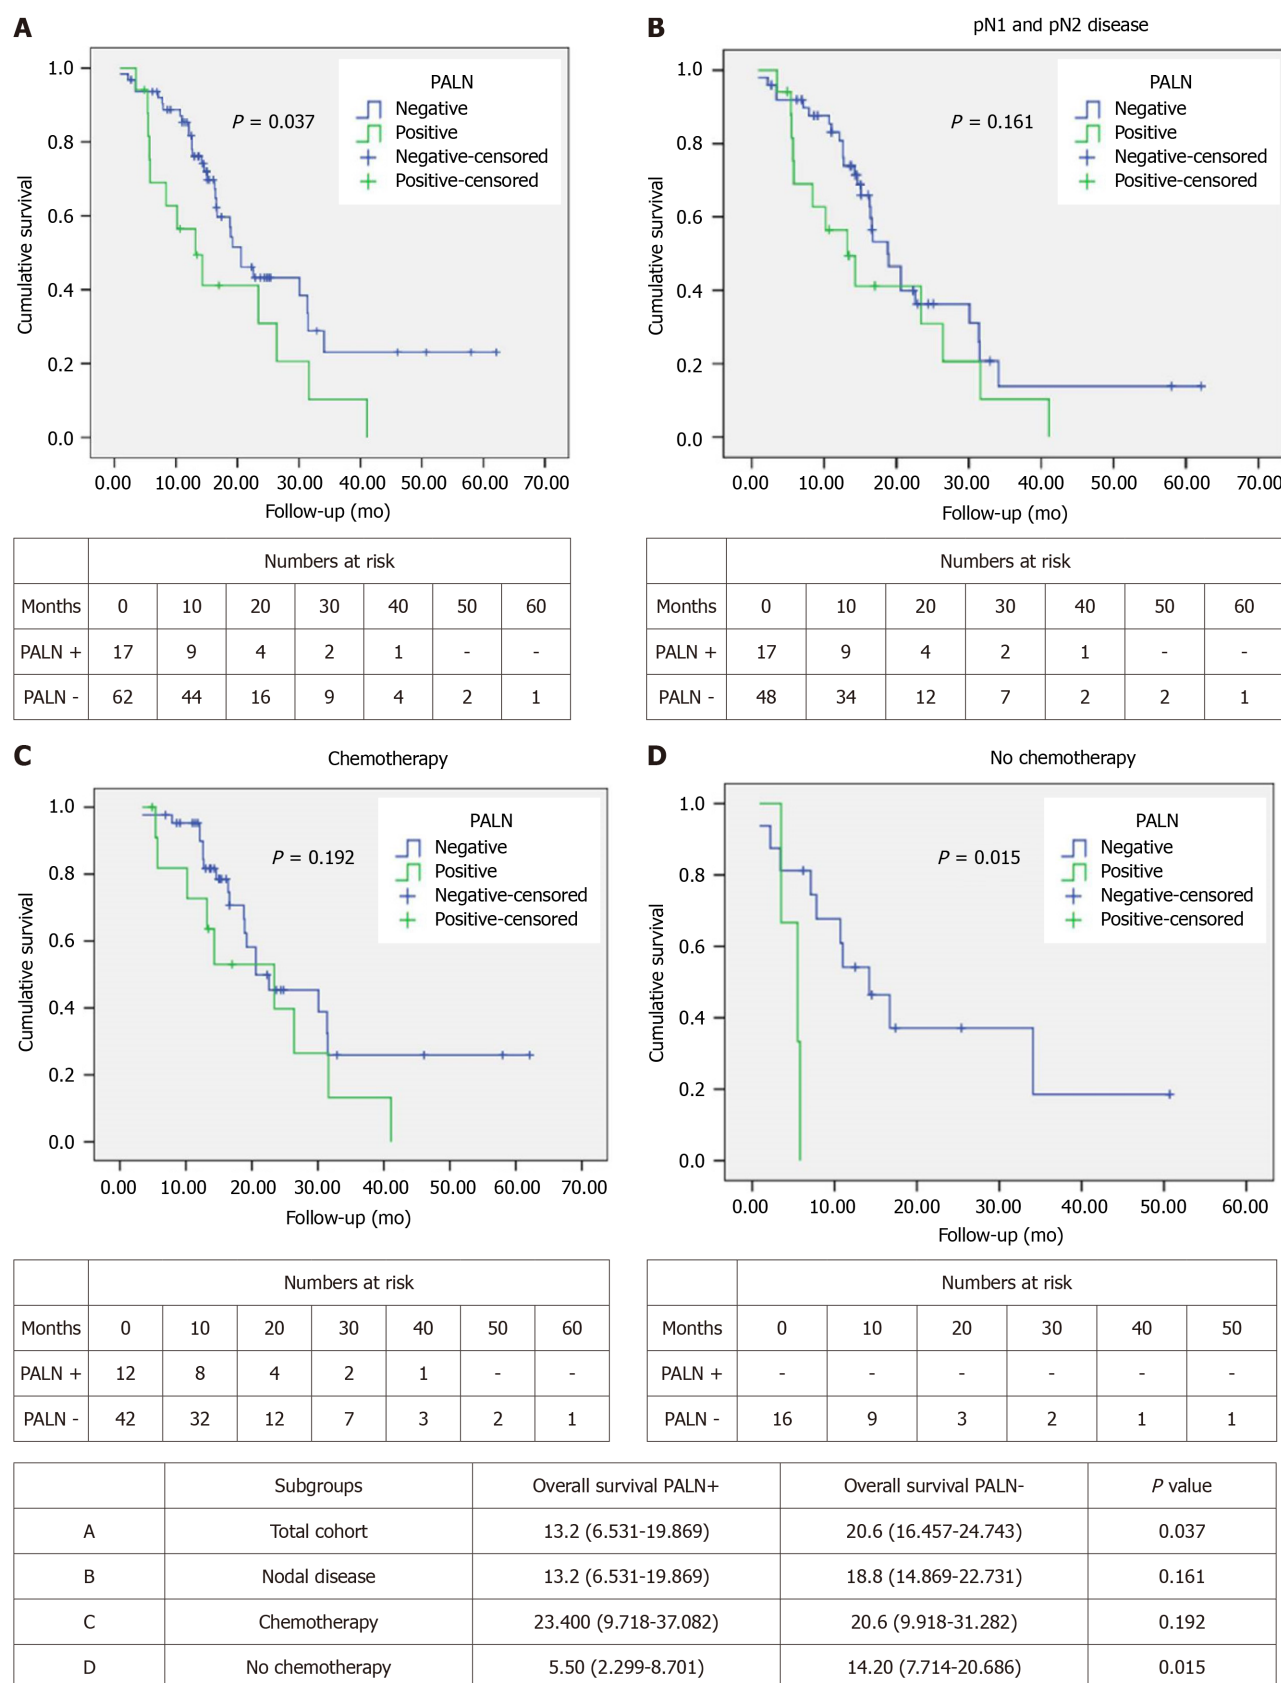 A
PALN
Negative
Positive
Negative-censored
Positive-censored
P = 0.037
Cumulative survival
1.0
0.8
0.6
0.4
0.2
0.0
0.00 10.00 20.00 30.00 40.00 50.00 60.00 70.00
Follow-up (mo)
Numbers at risk
Months 0 10 20 30 40 50 60
PALN + 17 9 4 2 1 - -
PALN - 62 44 16 9 4 2 1
B
pN1 and pN2 disease
PALN
Negative
Positive
Negative-censored
Positive-censored
P = 0.161
Cumulative survival
1.0
0.8
0.6
0.4
0.2
0.0
0.00 10.00 20.00 30.00 40.00 50.00 60.00 70.00
Follow-up (mo)
Numbers at risk
Months 0 10 20 30 40 50 60
PALN + 17 9 4 2 1 - -
PALN - 48 34 12 7 2 2 1
C
Chemotherapy
PALN
Negative
Positive
Negative-censored
Positive-censored
P = 0.192
Cumulative survival
1.0
0.8
0.6
0.4
0.2
0.0
0.00 10.00 20.00 30.00 40.00 50.00 60.00 70.00
Follow-up (mo)
Numbers at risk
Months 0 10 20 30 40 50 60
PALN + 12 8 4 2 1 - -
PALN - 42 32 12 7 3 2 1
D
No chemotherapy
PALN
Negative
Positive
Negative-censored
Positive-censored
P = 0.015
Cumulative survival
1.0
0.8
0.6
0.4
0.2
0.0
0.00 10.00 20.00 30.00 40.00 50.00 60.00
Follow-up (mo)
Numbers at risk
Months 0 10 20 30 40 50
PALN + - - - - - -
PALN - 16 9 3 2 1 1
Subgroups Overall survival PALN+ Overall survival PALN- P value
A Total cohort 13.2 (6.531-19.869) 20.6 (16.457-24.743) 0.037
B Nodal disease 13.2 (6.531-19.869) 18.8 (14.869-22.731) 0.161
C Chemotherapy 23.400 (9.718-37.082) 20.6 (9.918-31.282) 0.192
D No chemotherapy 5.50 (2.299-8.701) 14.20 (7.714-20.686) 0.015